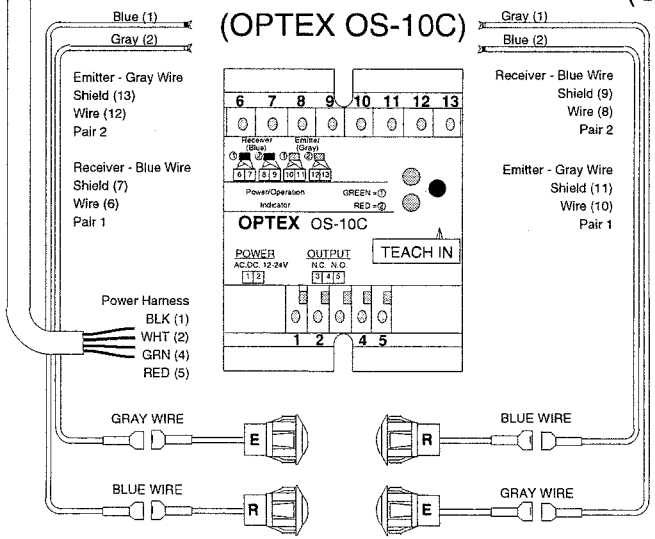 (OPTEX OS-10C)
Blue (1)
Gray (2)
Gray (1)
Blue (2)
Emitter - Gray Wire
Shield (13)
Wire (12)
Pair 2
Receiver - Blue Wire
Shield (7)
Wire (6)
Pair 1
Receiver - Blue Wire
Shield (9)
Wire (8)
Pair 2
Emitter - Gray Wire
Shield (11)
Wire (10)
Pair 1
6 7 8 9 10 11 12 13
Receiver (Blue)
Emitter (Gray)
① ② ① ②
6 7 8 9 10 11 12 13
Power/Operation Indicator
GREEN =①
RED =②
OPTEX OS-10C
TEACH IN
POWER
AC.DC. 12-24V
1 2
OUTPUT
N.C. N.O.
3 4 5
1 2 4 5
Power Harness
BLK (1)
WHT (2)
GRN (4)
RED (5)
GRAY WIRE
E
BLUE WIRE
R
BLUE WIRE
R
GRAY WIRE
E